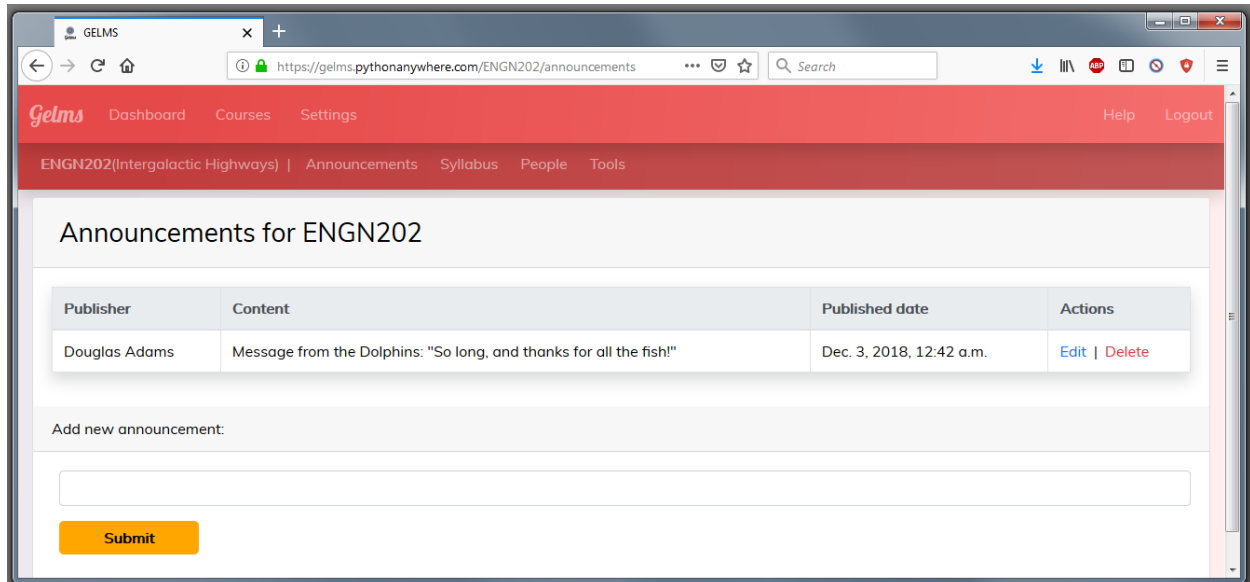 GELMS
https://gelms.pythonanywhere.com/ENGN202/announcements
Search
ABP
Gelms Dashboard Courses Settings Help Logout
ENGN202(Intergalactic Highways) | Announcements Syllabus People Tools
Announcements for ENGN202
Publisher Content Published date Actions
Douglas Adams Message from the Dolphins: "So long, and thanks for all the fish!" Dec. 3, 2018, 12:42 a.m. Edit | Delete
Add new announcement:
Submit